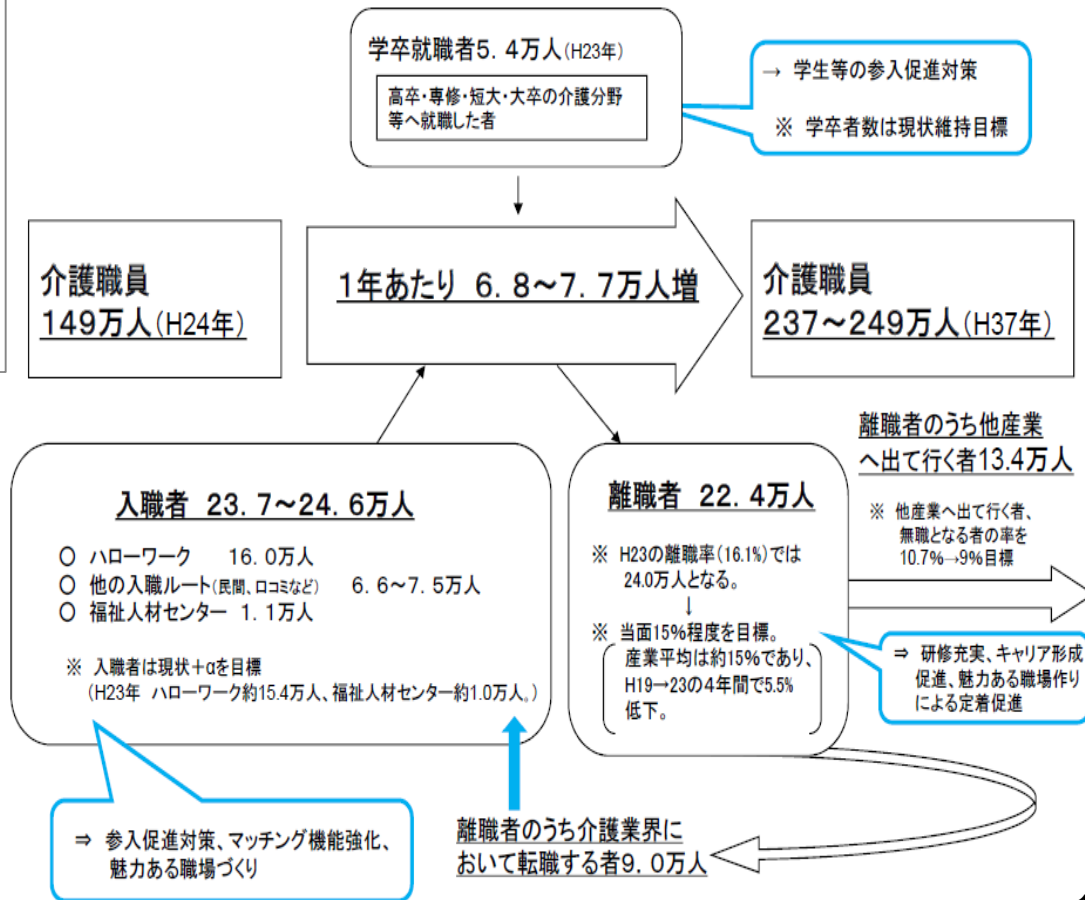 学卒就職者5.4万人(H23年)
高卒・専修・短大・大卒の介護分野
等へ就職した者
→ 学生等の参入促進対策
※ 学卒者数は現状維持目標
介護職員
149万人(H24年)
1年あたり 6.8～7.7万人増
介護職員
237～249万人(H37年)
入職者 23.7～24.6万人
○ ハローワーク 16.0万人
○ 他の入職ルート(民間、口コミなど) 6.6～7.5万人
○ 福祉人材センター 1.1万人
※ 入職者は現状+αを目標
(H23年 ハローワーク約15.4万人、福祉人材センター約1.0万人。)
⇒ 参入促進対策、マッチング機能強化、
魅力ある職場づくり
離職者 22.4万人
※ H23の離職率(16.1%)では
24.0万人となる。
↓
※ 当面15%程度を目標。
産業平均は約15%であり、
H19→23の4年間で5.5%
低下。
離職者のうち他産業
へ出て行く者13.4万人
※ 他産業へ出て行く者、
無職となる者の率を
10.7%→9%目標
⇒ 研修充実、キャリア形成
促進、魅力ある職場作り
による定着促進
離職者のうち介護業界に
おいて転職する者9.0万人